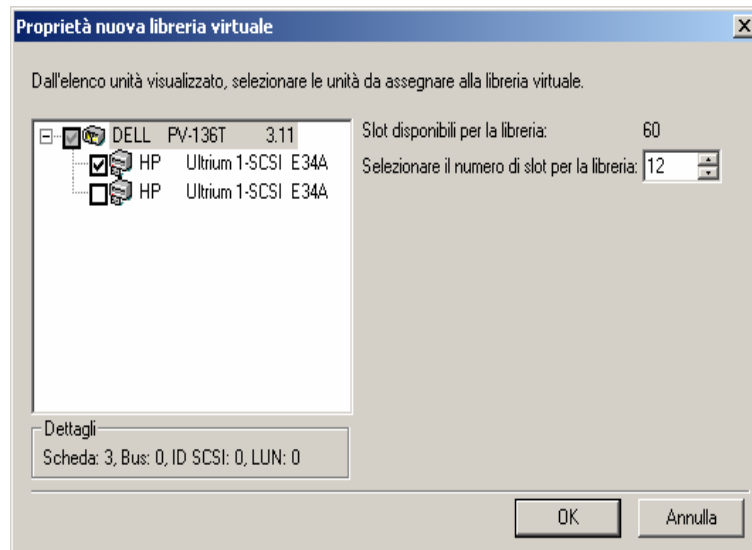 Proprietà nuova libreria virtuale
Dall'elenco unità visualizzato, selezionare le unità da assegnare alla libreria virtuale.
DELL PV-136T 3.11
HP Ultrium 1-SCSI E34A
HP Ultrium 1-SCSI E34A
Slot disponibili per la libreria: 60
Selezionare il numero di slot per la libreria: 12
Dettagli
Scheda: 3, Bus: 0, ID SCSI: 0, LUN: 0
OK Annulla